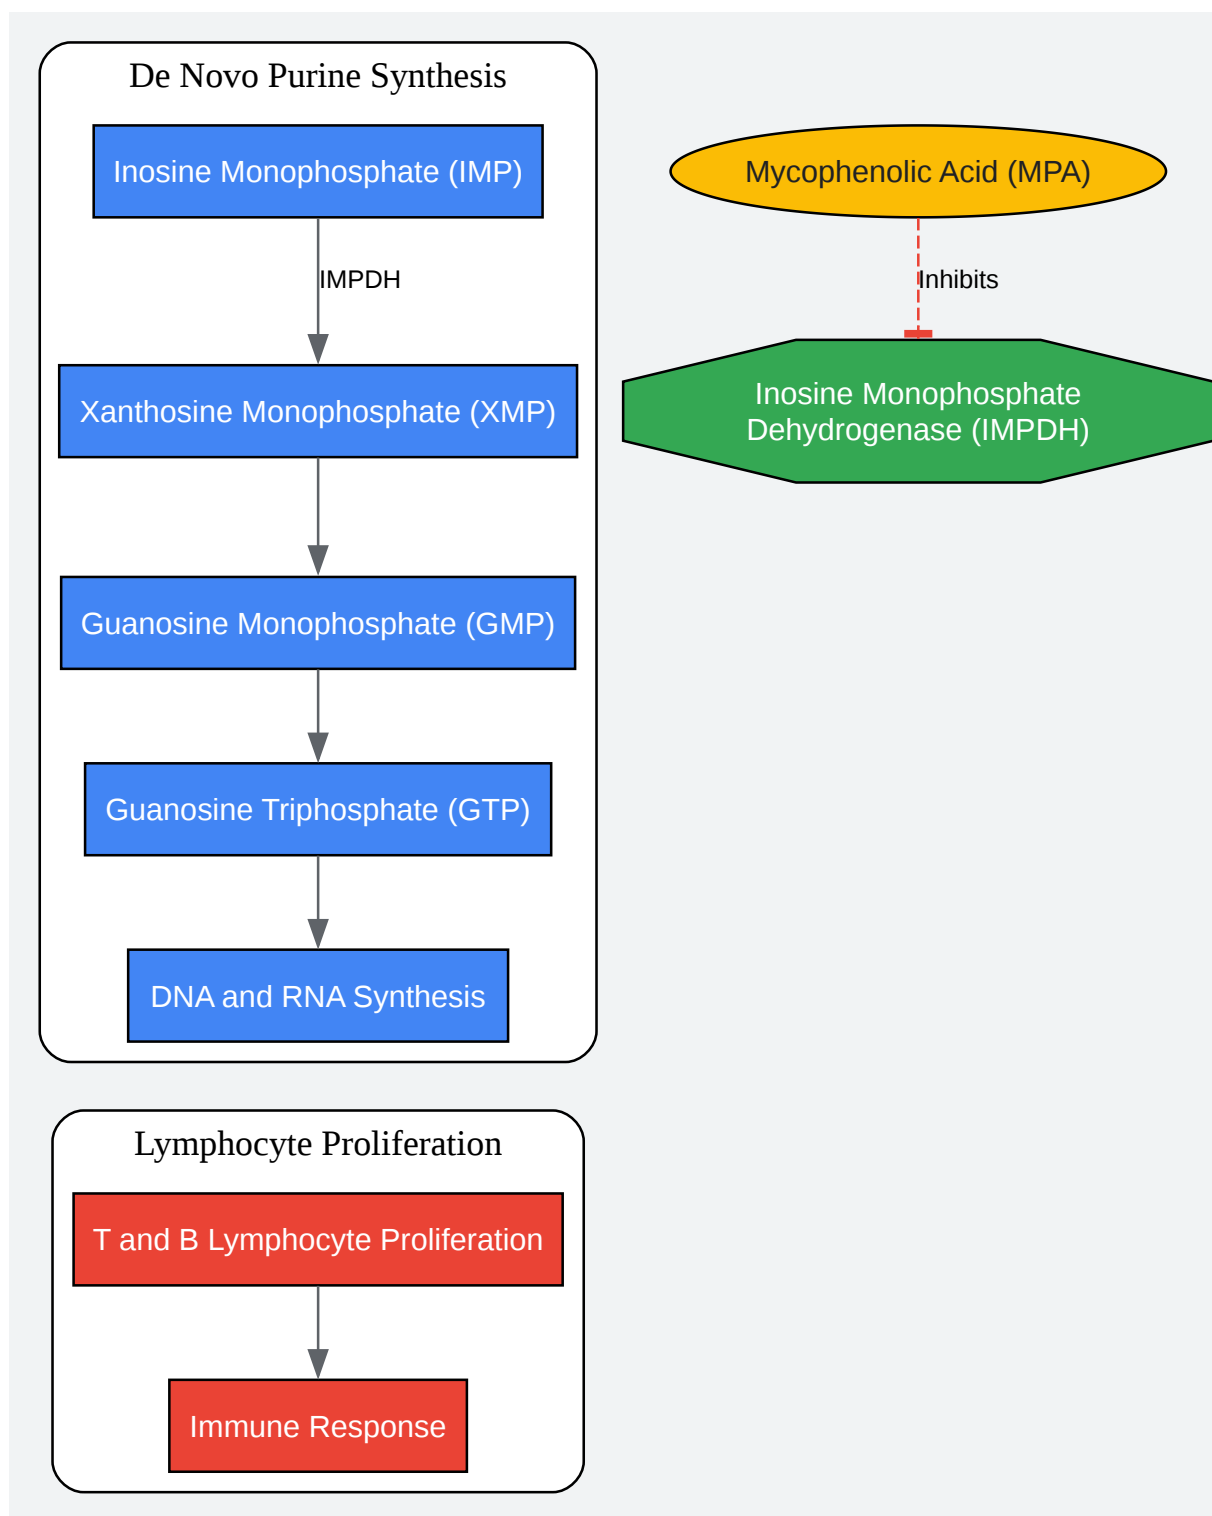 De Novo Purine Synthesis
Inosine Monophosphate (IMP)
IMPDH
Xanthosine Monophosphate (XMP)
Guanosine Monophosphate (GMP)
Guanosine Triphosphate (GTP)
DNA and RNA Synthesis
Mycophenolic Acid (MPA)
Inhibits
Inosine Monophosphate
Dehydrogenase (IMPDH)
Lymphocyte Proliferation
T and B Lymphocyte Proliferation
Immune Response